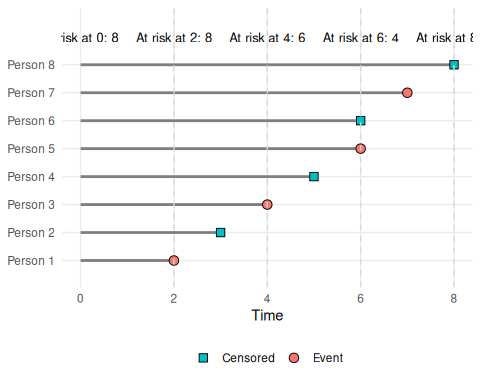 risk at 0: 8 At risk at 2: 8 At risk at 4: 6 At risk at 6: 4 At risk at 8
Person 8
Person 7
Person 6
Person 5
Person 4
Person 3
Person 2
Person 1
0 2 4 6 8
Time
Censored Event